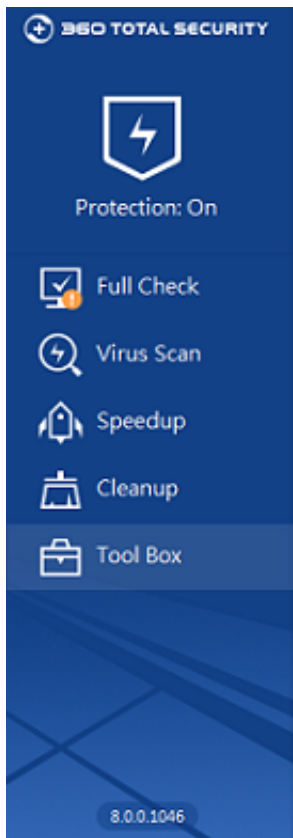 360 TOTAL SECURITY
Protection: On
Full Check
Virus Scan
Speedup
Cleanup
Tool Box
8.0.0.1046